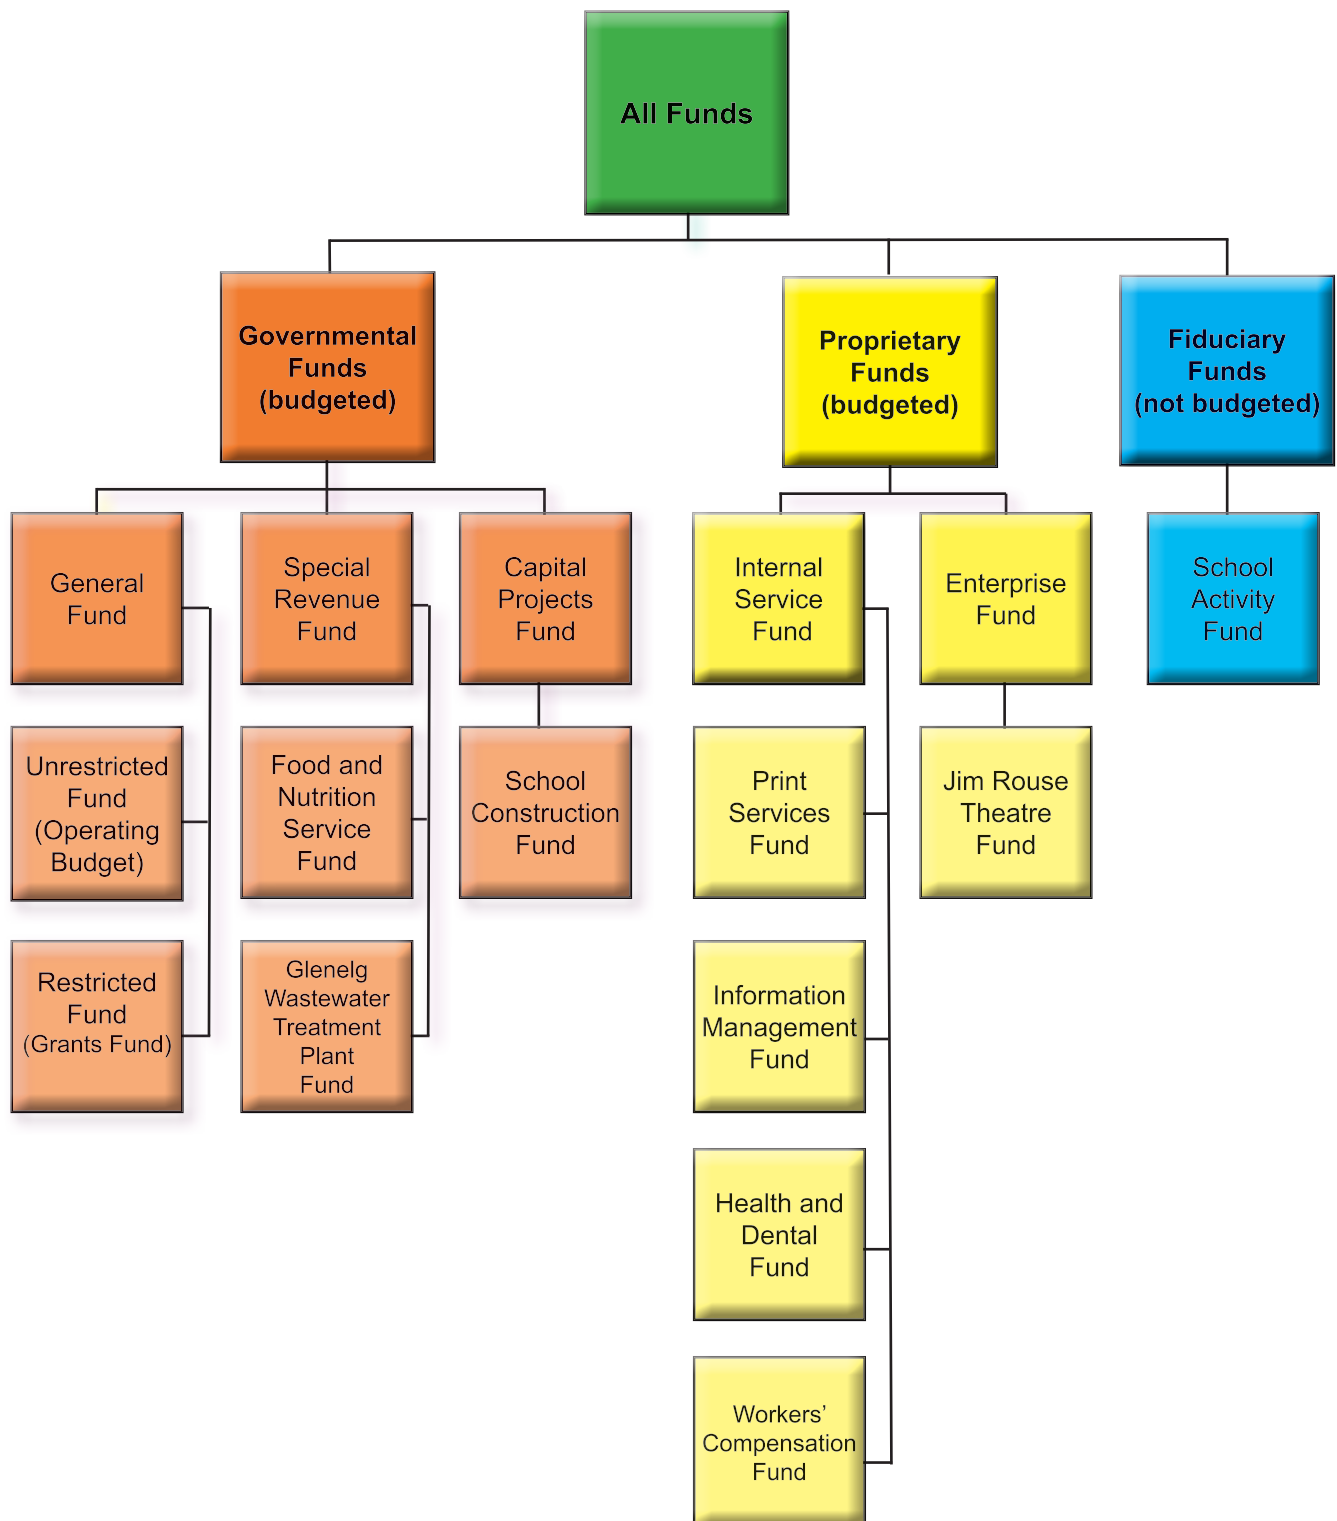 All Funds
Governmental
Funds
(budgeted)
Proprietary
Funds
(budgeted)
Fiduciary
Funds
(not budgeted)
General
Fund
Special
Revenue
Fund
Capital
Projects
Fund
Internal
Service
Fund
Enterprise
Fund
School
Activity
Fund
Unrestricted
Fund
(Operating
Budget)
Food and
Nutrition
Service
Fund
School
Construction
Fund
Print
Services
Fund
Jim Rouse
Theatre
Fund
Restricted
Fund
(Grants Fund)
Glenelg
Wastewater
Treatment
Plant
Fund
Information
Management
Fund
Health and
Dental
Fund
Workers’
Compensation
Fund